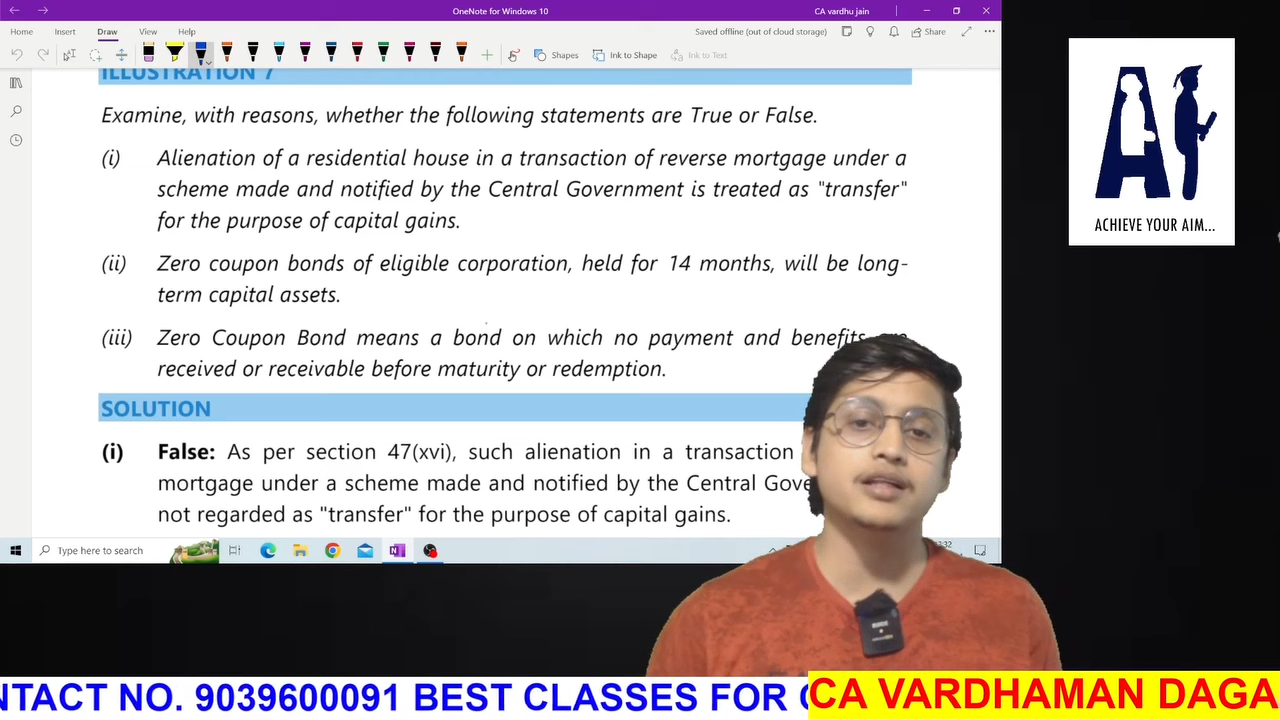 OneNote for Windows 10
CA vardhu jain
Home Insert Draw View Help
Saved offline (out of cloud storage)
Share
Shapes
Ink to Shape
Ink to Text
ILLUSTRATION 7
Examine, with reasons, whether the following statements are True or False.
(i) Alienation of a residential house in a transaction of reverse mortgage under a
scheme made and notified by the Central Government is treated as "transfer"
for the purpose of capital gains.
(ii) Zero coupon bonds of eligible corporation, held for 14 months, will be long-
term capital assets.
(iii) Zero Coupon Bond means a bond on which no payment and benefits are
received or receivable before maturity or redemption.
SOLUTION
(i) False: As per section 47(xvi), such alienation in a transaction
mortgage under a scheme made and notified by the Central Gove
not regarded as "transfer" for the purpose of capital gains.
Type here to search
ACHIEVE YOUR AIM...
NTACT NO. 9039600091 BEST CLASSES FOR
CA VARDHAMAN DAGA